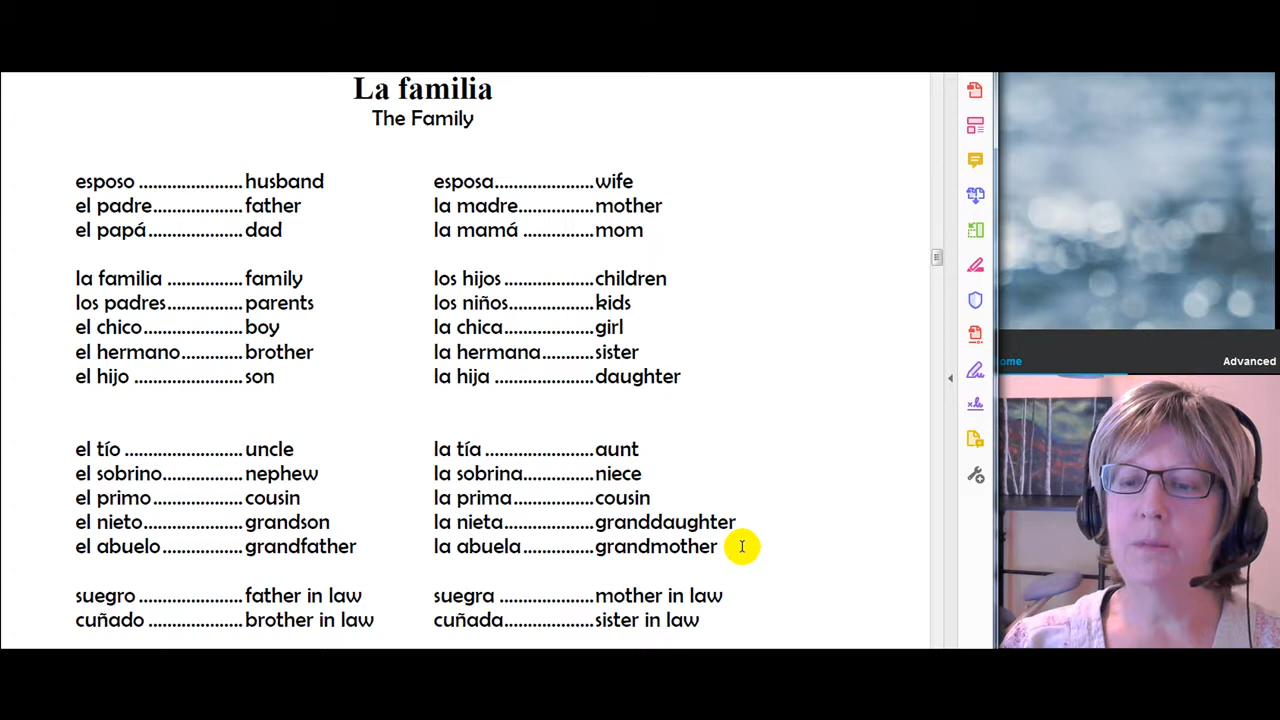 La familia
The Family
esposo ...................... husband
esposa..................... wife
el padre................... father
la madre................ mother
el papá.................... dad
la mamá ............... mom
la familia ................ family
los hijos ................... children
los padres................ parents
los niños.................. kids
el chico..................... boy
la chica................... girl
el hermano............. brother
la hermana........... sister
el hijo ....................... son
la hija ..................... daughter
el tío ......................... uncle
la tía ....................... aunt
el sobrino................. nephew
la sobrina............... niece
el primo ................... cousin
la prima................. cousin
el nieto..................... grandson
la nieta................... granddaughter
el abuelo................. grandfather
la abuela............... grandmother
suegro ...................... father in law
suegra .................... mother in law
cuñado .................... brother in law
cuñada................... sister in law
ome
Advanced